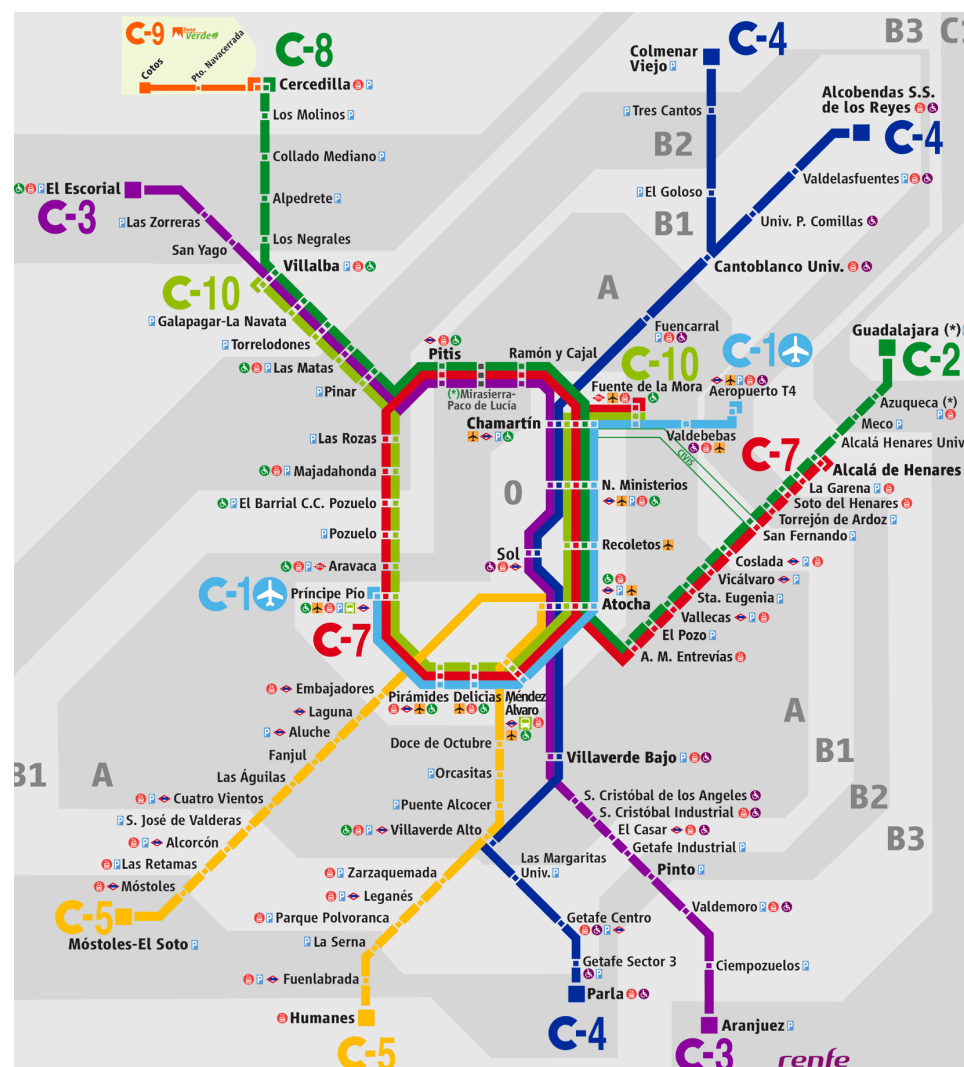 C-9
Zona
Verde
Cotos
Pto. Navacerrada
C-8
Cercedilla
Los Molinos
Collado Mediano
Alpedrete
Los Negrales
Villalba
El Escorial
C-3
Las Zorreras
San Yago
C-10
Galapagar-La Navata
Torrelodones
Las Matas
Pinar
Pitis
Ramón y Cajal
(*)Mirasierra-
Paco de Lucía
Las Rozas
Majadahonda
El Barrial C.C. Pozuelo
Pozuelo
Aravaca
C-1
Príncipe Pío
C-7
Colmenar
Viejo
C-4
Tres Cantos
B2
El Goloso
B1
A
B3
Alcobendas S.S.
de los Reyes
C-4
Valdelasfuentes
Univ. P. Comillas
Cantoblanco Univ.
Fuencarral
C-10
C-1
Fuente de la Mora
Aeropuerto T4
Chamartín
Valdebebas
CIVIS
N. Ministerios
0
Sol
Recoletos
Atocha
Guadalajara (*)
C-2
Azuqueca (*)
Meco
Alcalá Henares Univ
C-7
Alcalá de Henares
La Garena
Soto del Henares
Torrejón de Ardoz
San Fernando
Coslada
Vicálvaro
Sta. Eugenia
Vallecas
El Pozo
A. M. Entrevías
Pirámides
Delicias
Méndez
Álvaro
Embajadores
Laguna
Aluche
Fanjul
Las Águilas
Cuatro Vientos
S. José de Valderas
Alcorcón
Las Retamas
Móstoles
C-5
Móstoles-El Soto
B1
A
Doce de Octubre
Orcasitas
Puente Alcocer
Villaverde Alto
Zarzaquemada
Leganés
Parque Polvoranca
La Serna
Fuenlabrada
Humanes
C-5
Villaverde Bajo
S. Cristóbal de los Angeles
S. Cristóbal Industrial
El Casar
Getafe Industrial
Pinto
Valdemoro
Ciempozuelos
Aranjuez
C-3
Las Margaritas
Univ.
Getafe Centro
Getafe Sector 3
Parla
C-4
A
B1
B2
B3
renfe